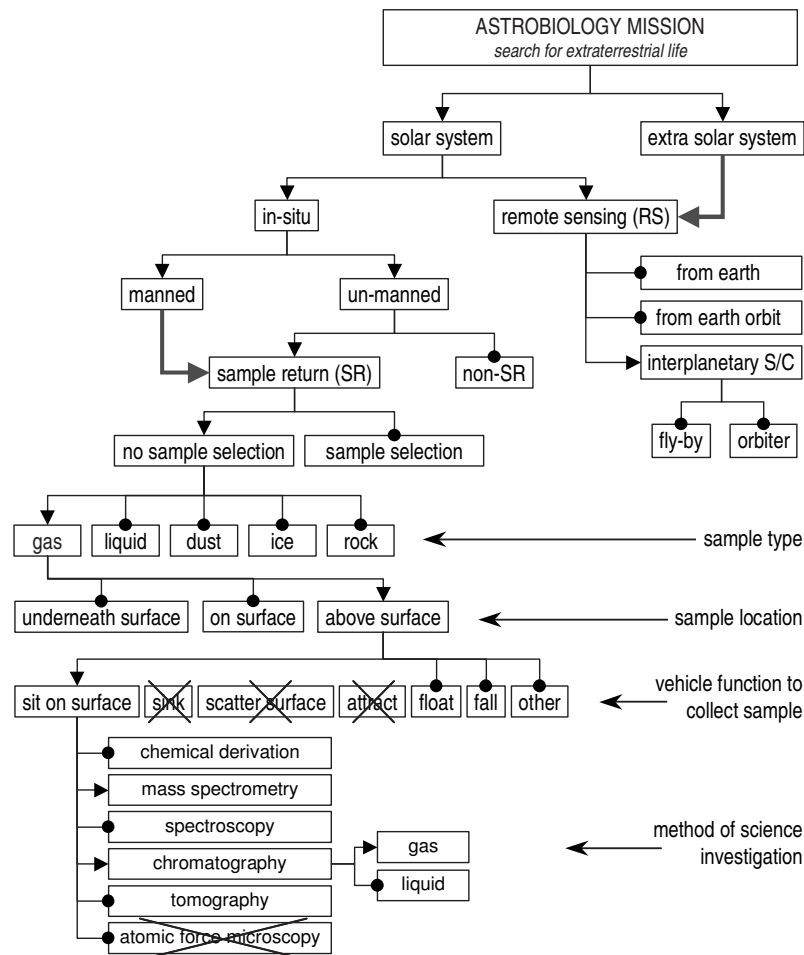 ASTROBIOLOGY MISSION
search for extraterrestrial life
solar system
extra solar system
in-situ
remote sensing (RS)
manned
un-manned
from earth
from earth orbit
sample return (SR)
non-SR
interplanetary S/C
no sample selection
sample selection
fly-by
orbiter
gas
liquid
dust
ice
rock
sample type
underneath surface
on surface
above surface
sample location
sit on surface
sink
scatter surface
attract
float
fall
other
vehicle function to
collect sample
chemical derivation
mass spectrometry
spectroscopy
chromatography
gas
liquid
method of science
investigation
tomography
atomic force microscopy